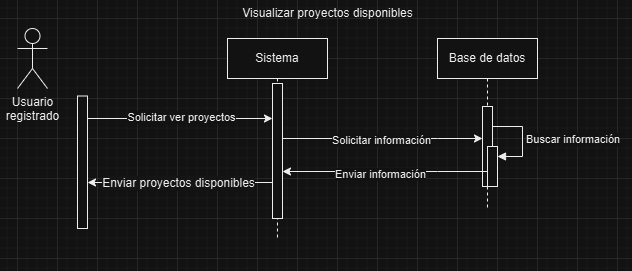 Visualizar proyectos disponibles
Sistema
Base de datos
Usuario
registrado
Solicitar ver proyectos
Solicitar información
Buscar información
Enviar información
Enviar proyectos disponibles